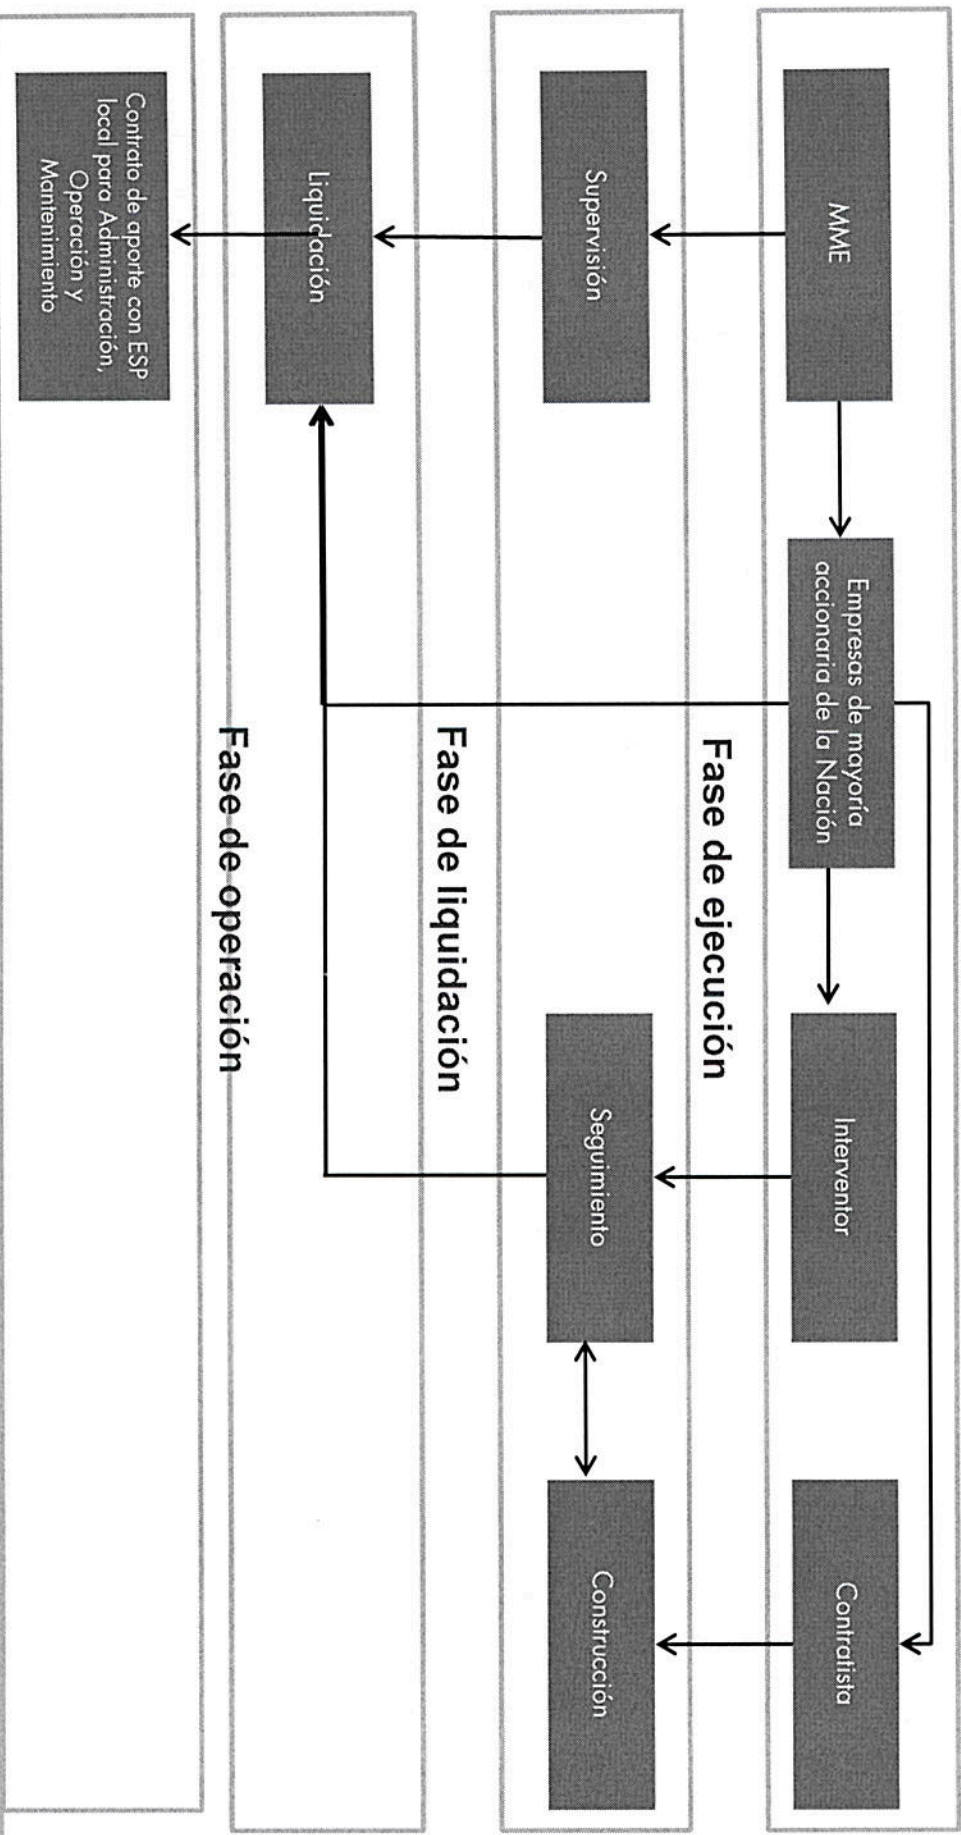 MME
Empresas de mayoría
accionaria de la Nación
Interventor
Contratista
Fase de ejecución
Supervisión
Seguimiento
Construcción
Fase de liquidación
Liquidación
Fase de operación
Contrato de aporte con ESP
local para Administración,
Operación y
Mantenimiento